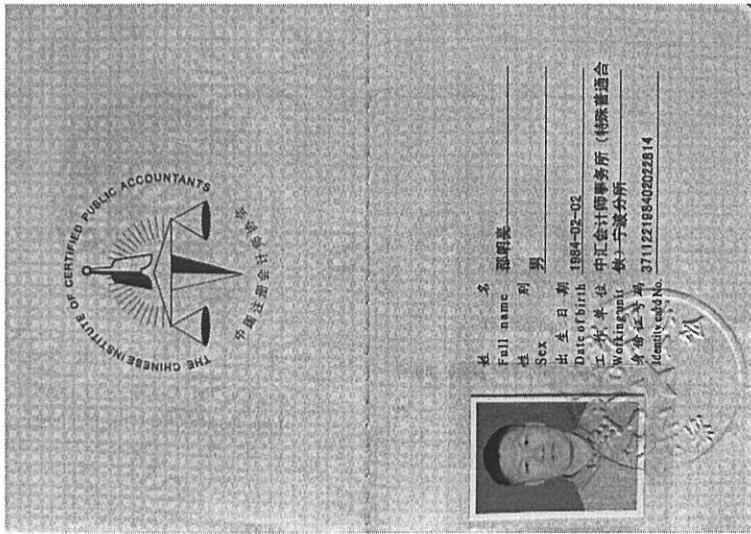 THE CHINESE INSTITUTE OF CERTIFIED PUBLIC ACCOUNTANTS
中国注册会计师协会
姓 名 邵明亮
Full name
性 别 男
Sex
出 生 日 期 1984-02-02
Date of birth
工 作 单 位 中汇会计师事务所(特殊普通合
Working unit 伙)宁波分所
身 份 证 号 码 371122198402022814
Identity card No.